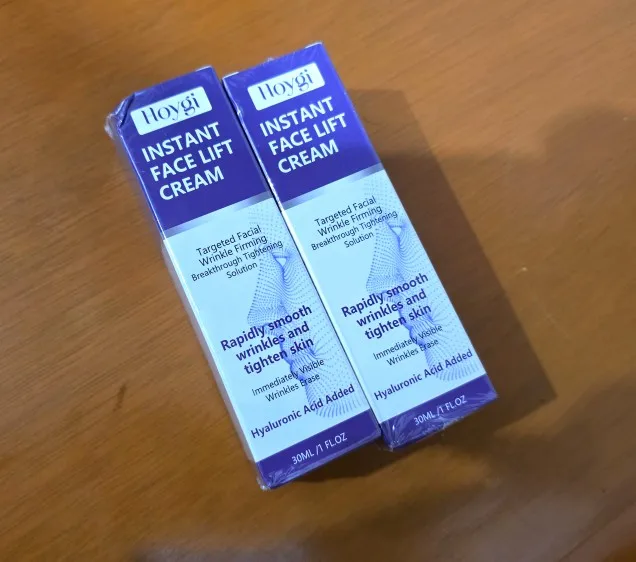 Hoygi
INSTANT
FACE LIFT
CREAM
Targeted Facial
Wrinkle Firming
Breakthrough Tightening
Solution
Rapidly smooth
wrinkles and
tighten skin
Immediately Visible
Wrinkles Erase
Hyaluronic Acid Added
30ML /1 FL.OZ
Hoygi
INSTANT
FACE LIFT
CREAM
Targeted Facial
Wrinkle Firming
Breakthrough Tightening
Solution
Rapidly smooth
wrinkles and
tighten skin
Immediately Visible
Wrinkles Erase
Hyaluronic Acid Added
30ML /1 FL.OZ